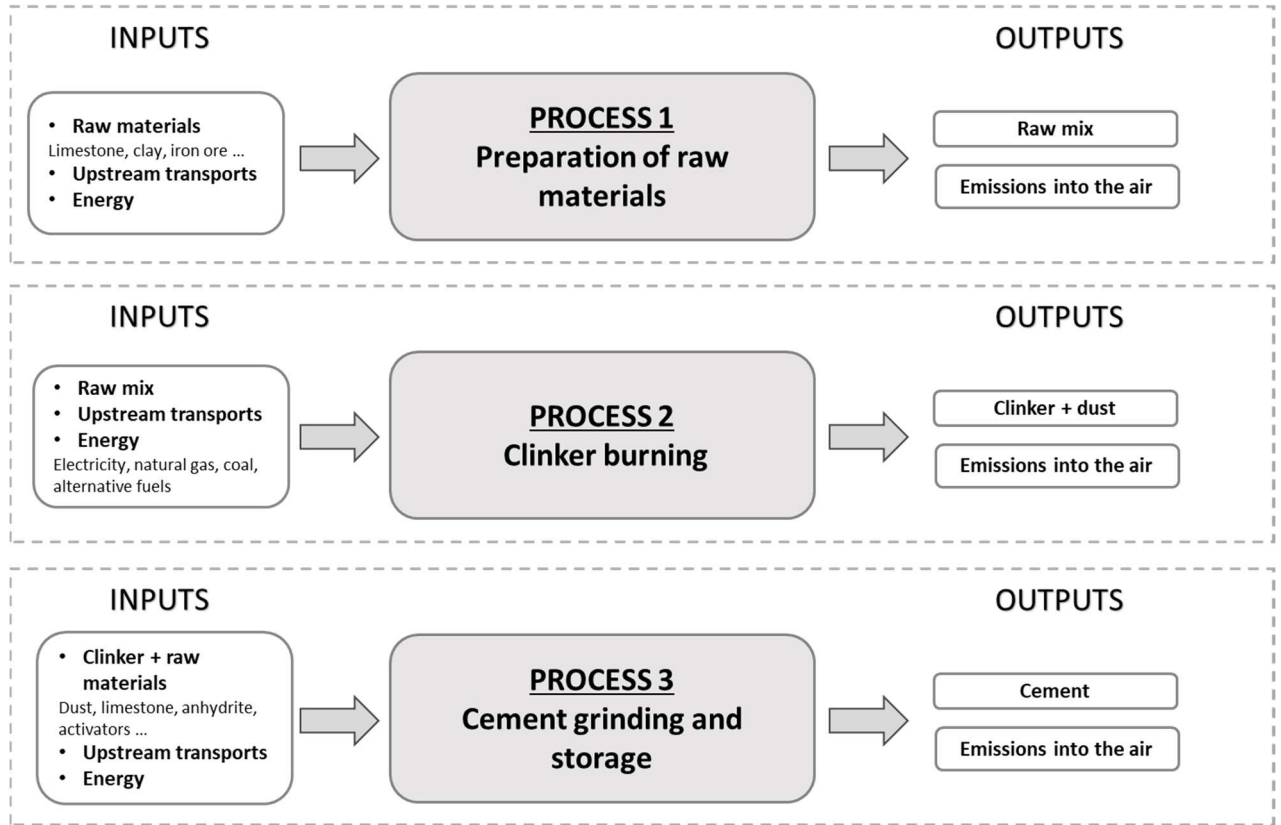 INPUTS
OUTPUTS
• Raw materials
Limestone, clay, iron ore ...
• Upstream transports
• Energy
PROCESS 1
Preparation of raw
materials
Raw mix
Emissions into the air
INPUTS
OUTPUTS
• Raw mix
• Upstream transports
• Energy
Electricity, natural gas, coal,
alternative fuels
PROCESS 2
Clinker burning
Clinker + dust
Emissions into the air
INPUTS
OUTPUTS
• Clinker + raw
materials
Dust, limestone, anhydrite,
activators ...
• Upstream transports
• Energy
PROCESS 3
Cement grinding and
storage
Cement
Emissions into the air